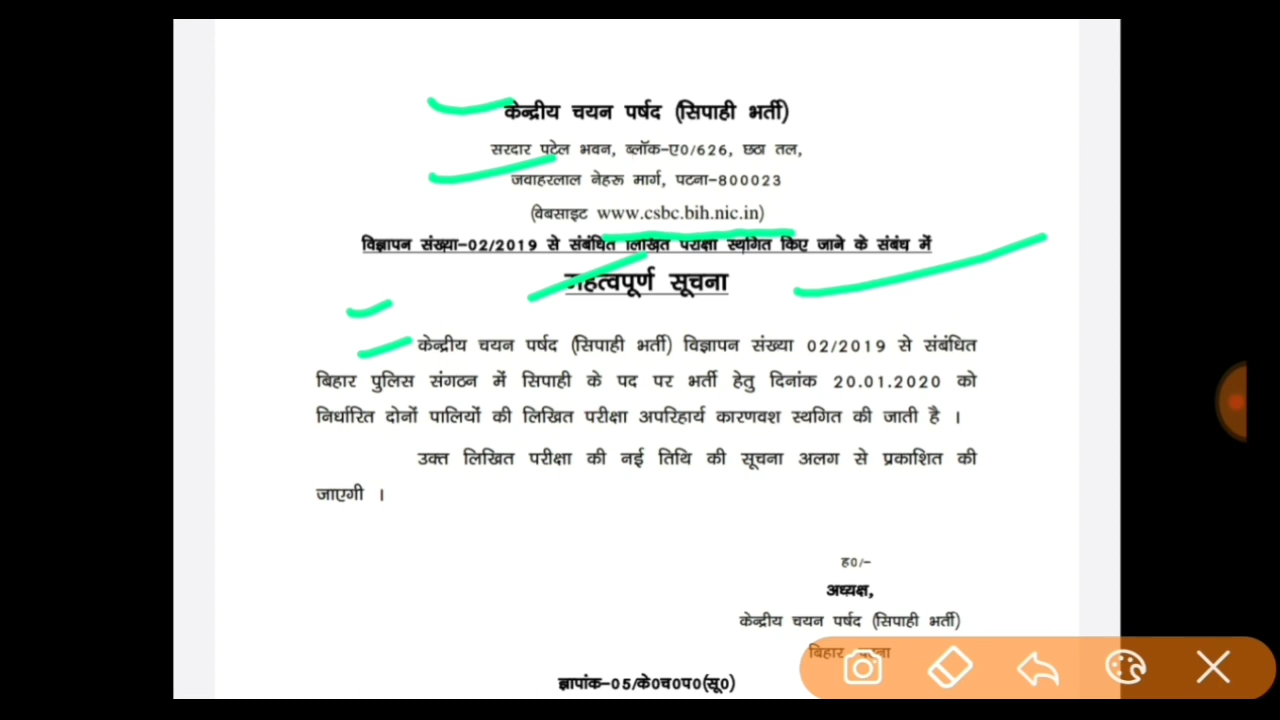 केन्द्रीय चयन पर्षद (सिपाही भर्ती)
सरदार पटेल भवन, ब्लॉक-ए0/626, छठा तल,
जवाहरलाल नेहरू मार्ग, पटना-800023
(वेबसाइट www.csbc.bih.nic.in)
विज्ञापन संख्या-02/2019 से संबंधित लिखित परीक्षा स्थगित किए जाने के संबंध में
महत्वपूर्ण सूचना
केन्द्रीय चयन पर्षद (सिपाही भर्ती) विज्ञापन संख्या 02/2019 से संबंधित
बिहार पुलिस संगठन में सिपाही के पद पर भर्ती हेतु दिनांक 20.01.2020 को
निर्धारित दोनों पालियों की लिखित परीक्षा अपरिहार्य कारणवश स्थगित की जाती है ।
उक्त लिखित परीक्षा की नई तिथि की सूचना अलग से प्रकाशित की
जाएगी ।
ह0/-
अध्यक्ष,
केन्द्रीय चयन पर्षद (सिपाही भर्ती)
बिहार
ज्ञापांक-05/के0च0प0(सू0)